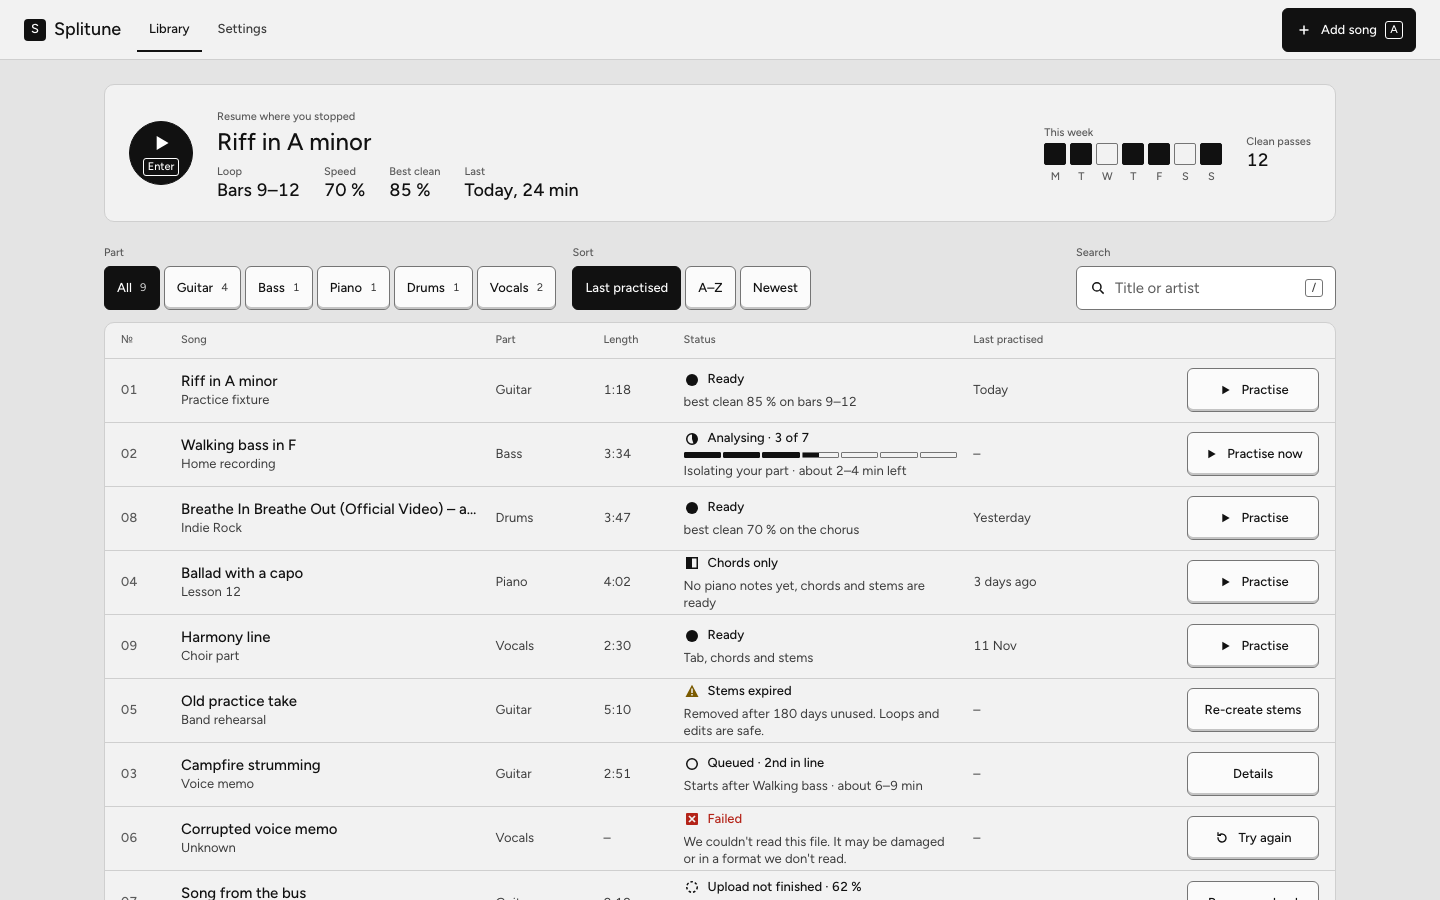 S Splitune Library Settings + Add song A
Resume where you stopped
Riff in A minor
Enter
Loop Speed Best clean Last
Bars 9–12 70 % 85 % Today, 24 min
This week
M T W T F S S
Clean passes
12
Part Sort Search
All 9 Guitar 4 Bass 1 Piano 1 Drums 1 Vocals 2 Last practised A–Z Newest Title or artist /
№ Song Part Length Status Last practised
01 Riff in A minor Guitar 1:18 Ready Today Practise
Practice fixture best clean 85 % on bars 9–12
02 Walking bass in F Bass 3:34 Analysing · 3 of 7 – Practise now
Home recording Isolating your part · about 2–4 min left
08 Breathe In Breathe Out (Official Video) – a... Drums 3:47 Ready Yesterday Practise
Indie Rock best clean 70 % on the chorus
04 Ballad with a capo Piano 4:02 Chords only 3 days ago Practise
Lesson 12 No piano notes yet, chords and stems are
ready
09 Harmony line Vocals 2:30 Ready 11 Nov Practise
Choir part Tab, chords and stems
05 Old practice take Guitar 5:10 Stems expired – Re-create stems
Band rehearsal Removed after 180 days unused. Loops and
edits are safe.
03 Campfire strumming Guitar 2:51 Queued · 2nd in line – Details
Voice memo Starts after Walking bass · about 6–9 min
06 Corrupted voice memo Vocals – Failed – Try again
Unknown We couldn't read this file. It may be damaged
or in a format we don't read.
Song from the bus Upload not finished · 62 %